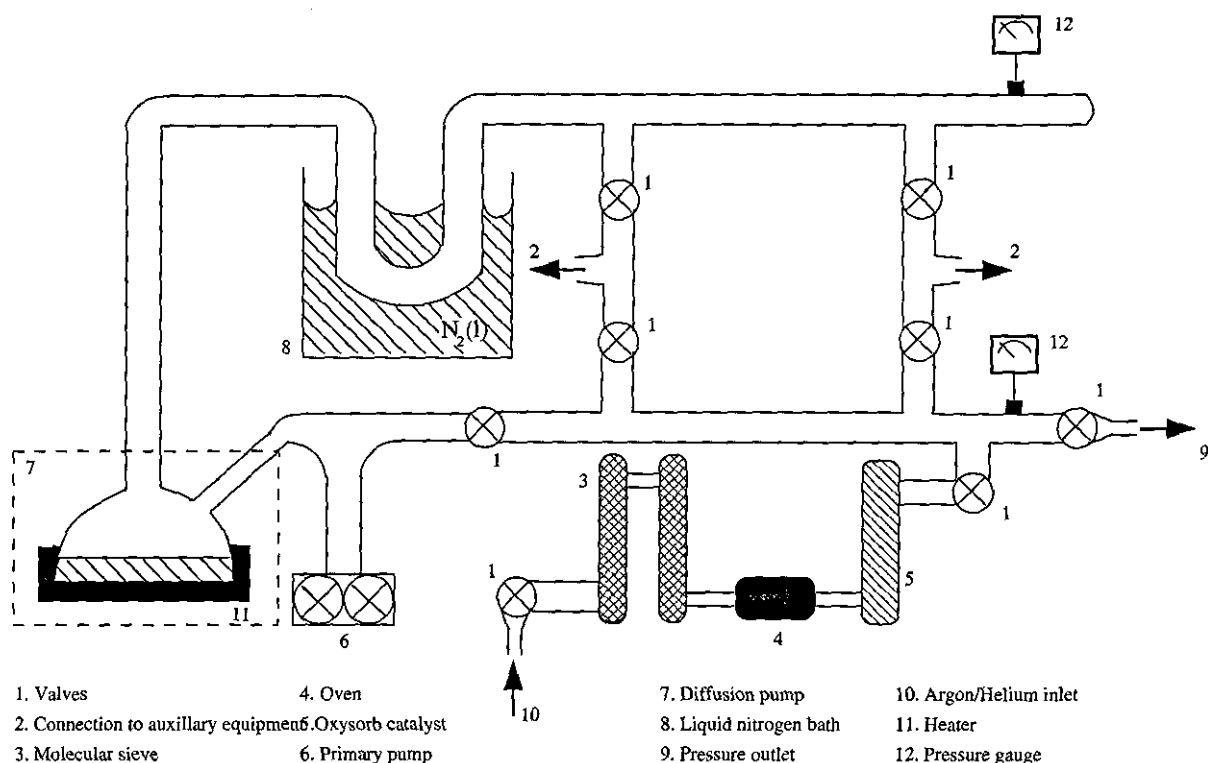 12
1
1
2
2
N₂(l)
8
1
1
12
1
7
1
3
9
1
1
5
11
6
4
10
1. Valves
4. Oven
7. Diffusion pump
10. Argon/Helium inlet
2. Connection to auxillary equipment
5. Oxysorb catalyst
8. Liquid nitrogen bath
11. Heater
3. Molecular sieve
6. Primary pump
9. Pressure outlet
12. Pressure gauge